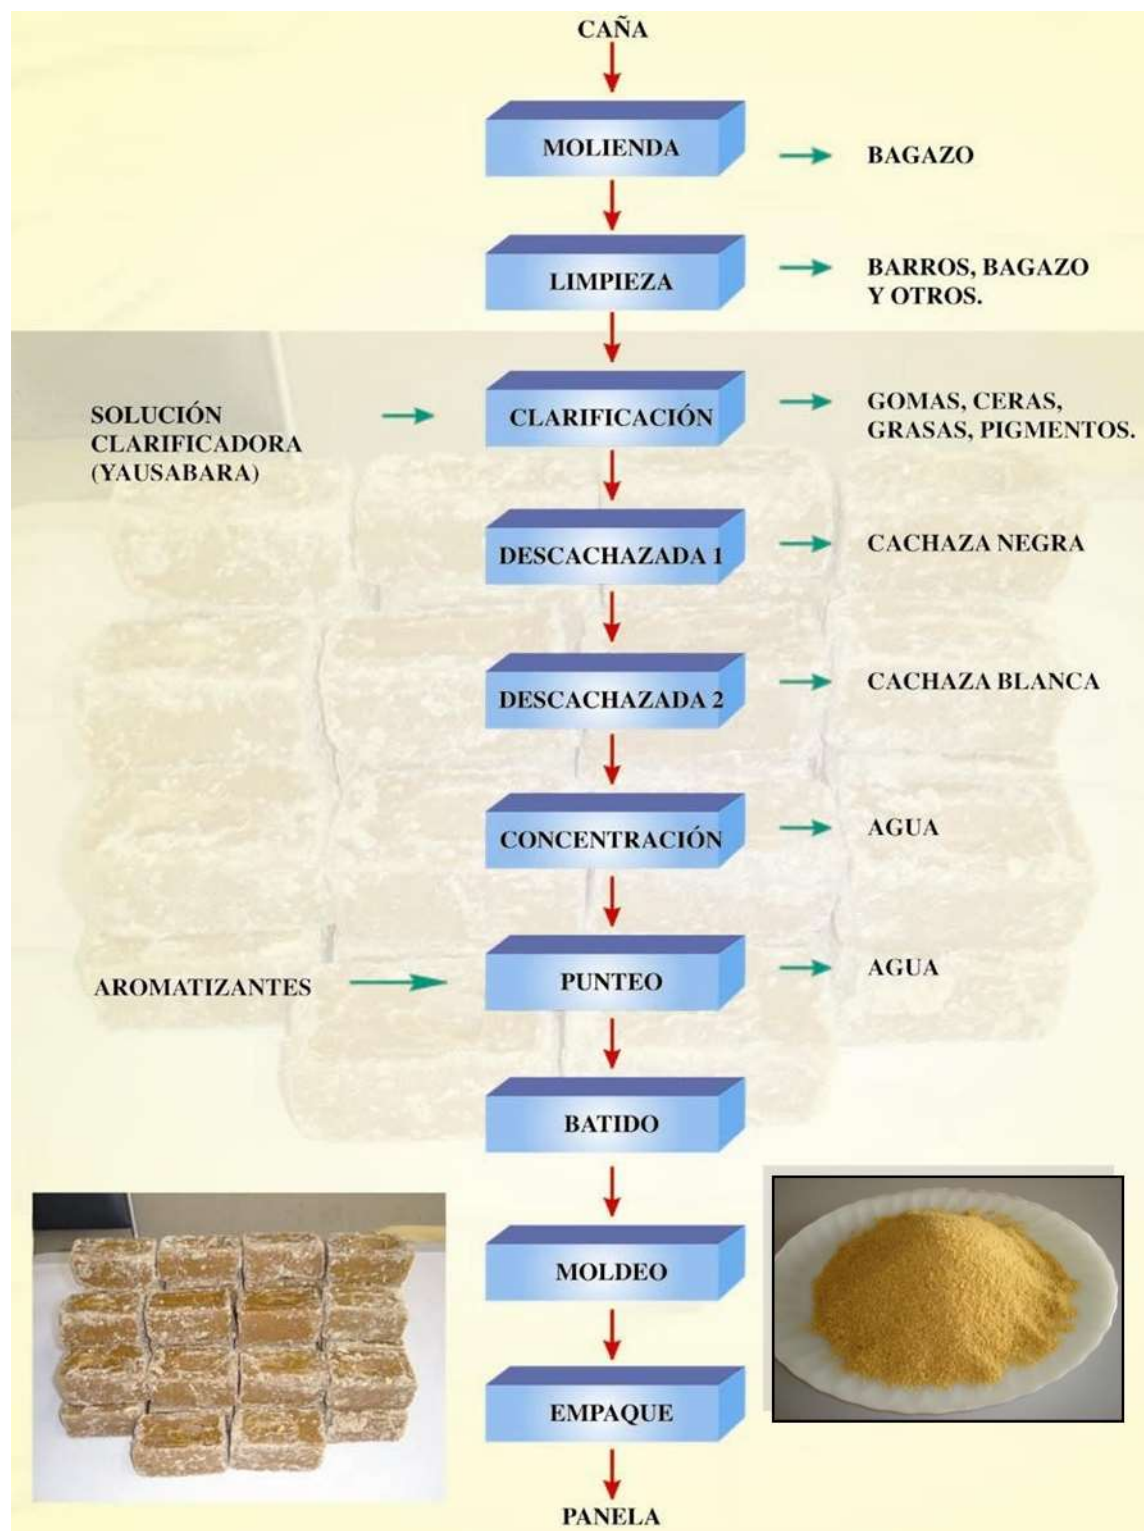 CAÑA
MOLIENDA
BAGAZO
LIMPIEZA
BARROS, BAGAZO
Y OTROS.
SOLUCIÓN
CLARIFICADORA
(YAUSABARA)
CLARIFICACIÓN
GOMAS, CERAS,
GRASAS, PIGMENTOS.
DESCACHAZADA 1
CACHAZA NEGRA
DESCACHAZADA 2
CACHAZA BLANCA
CONCENTRACIÓN
AGUA
AROMATIZANTES
PUNTEO
AGUA
BATIDO
MOLDEO
EMPAQUE
PANELA